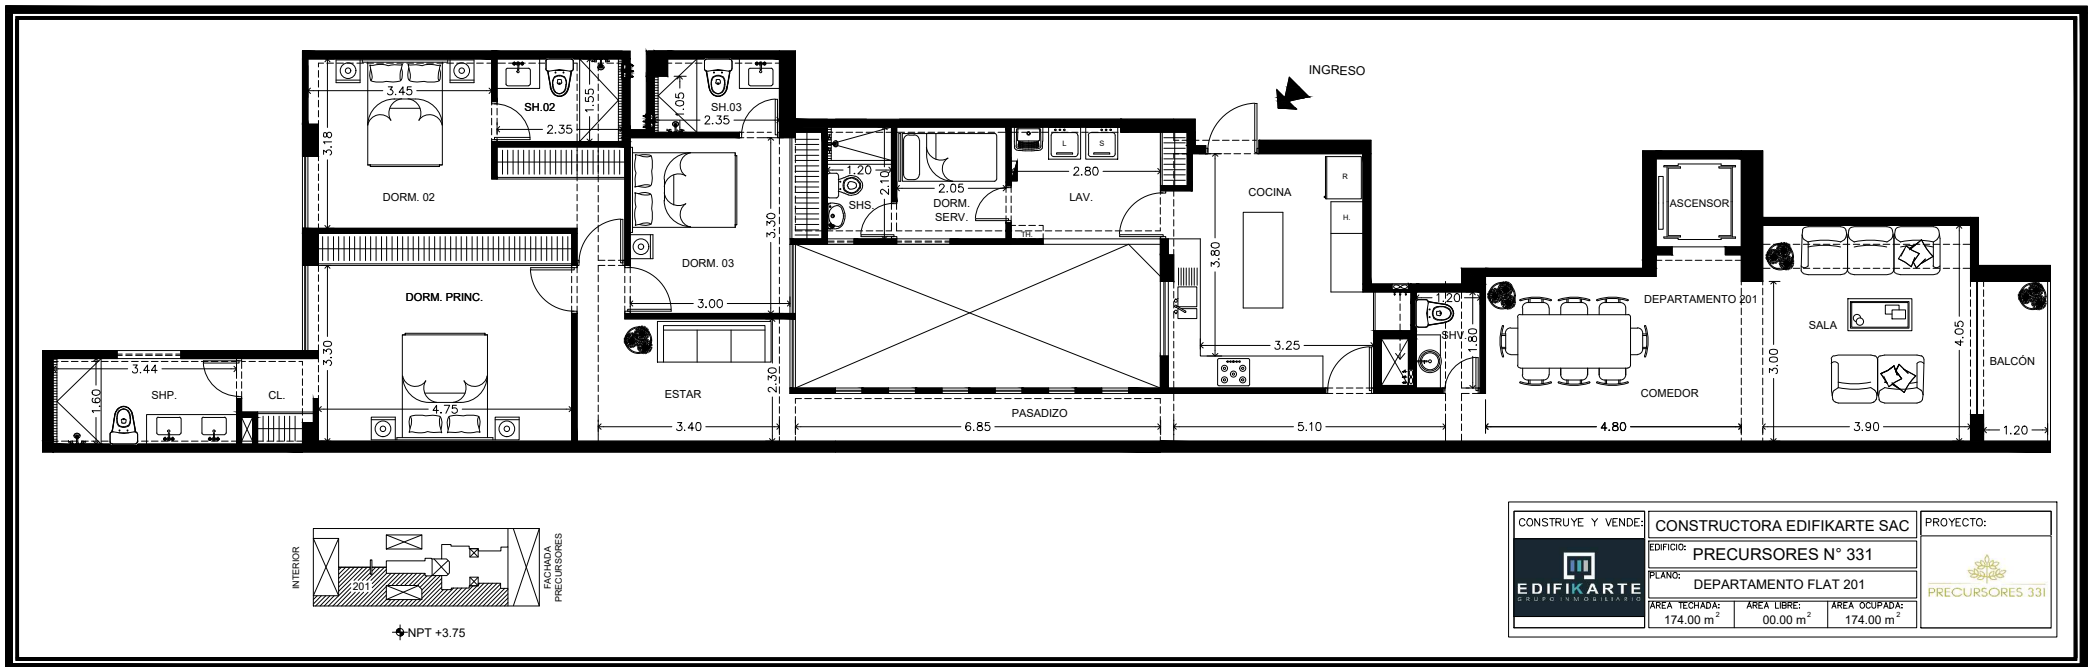 INGRESO
3.45
3.18
DORM. 02
SH.02
2.35
1.55
1.05
SH.03
2.35
3.30
DORM. 03
3.00
1.20
2.10
SHS.
2.05
DORM.
SERV.
L
S
2.80
LAV.
TH.
COCINA
R
H.
3.80
3.25
ASCENSOR
DORM. PRINC.
3.30
4.75
3.44
1.60
SHP.
CL.
ESTAR
2.30
3.40
PASADIZO
6.85
5.10
1.20
SHV.
1.80
DEPARTAMENTO 201
COMEDOR
4.80
3.00
SALA
4.05
3.90
BALCÓN
1.20
INTERIOR
201
FACHADA
PRECURSORES
NPT +3.75
CONSTRUYE Y VENDE:
CONSTRUCTORA EDIFIKARTE SAC
PROYECTO:
EDIFICIO:
PRECURSORES N° 331
PLANO:
DEPARTAMENTO FLAT 201
EDIFIKARTE
GRUPO INMOBILIARIO
PRECURSORES 331
AREA TECHADA:
174.00 m²
AREA LIBRE:
00.00 m²
AREA OCUPADA:
174.00 m²